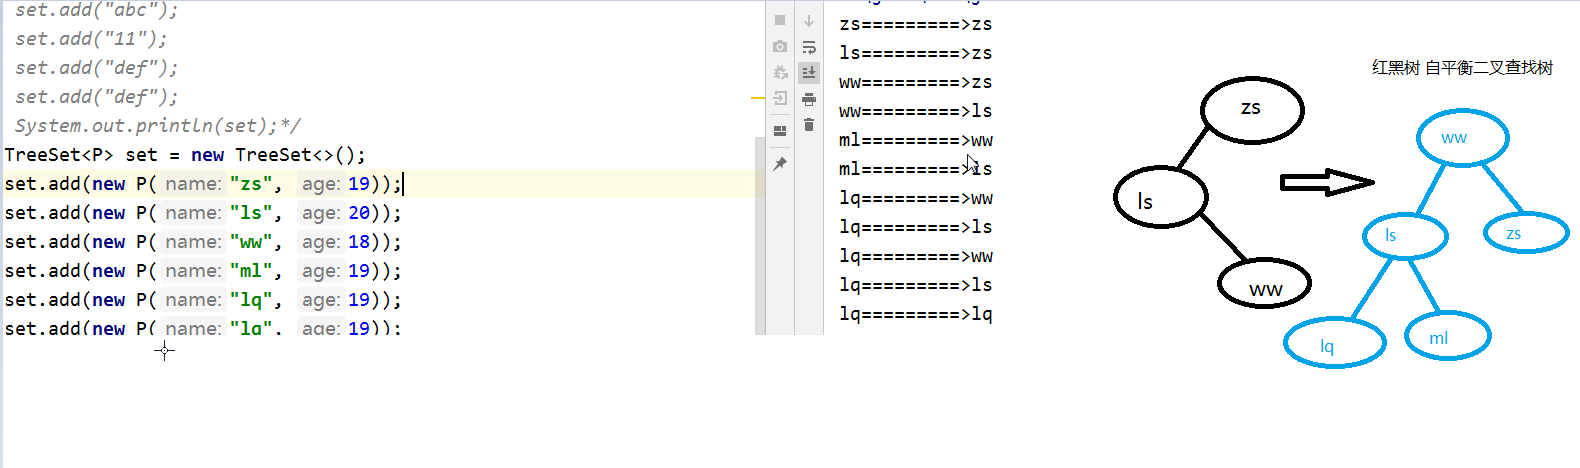 set.add("abc");
set.add("11");
set.add("def");
set.add("def");
System.out.println(set);*/
TreeSet<P> set = new TreeSet<>();
set.add(new P( name: "zs", age: 19));
set.add(new P( name: "ls", age: 20));
set.add(new P( name: "ww", age: 18));
set.add(new P( name: "ml", age: 19));
set.add(new P( name: "lq", age: 19));
set.add(new P( name: "lq", age: 19));
zs=========>zs
ls=========>zs
ww=========>zs
ww=========>ls
ml=========>ww
ml=========>ls
lq=========>ww
lq=========>ls
lq=========>ww
lq=========>ls
lq=========>lq
红黑树 自平衡二叉查找树
zs
ls
ww
ww
ls
zs
lq
ml